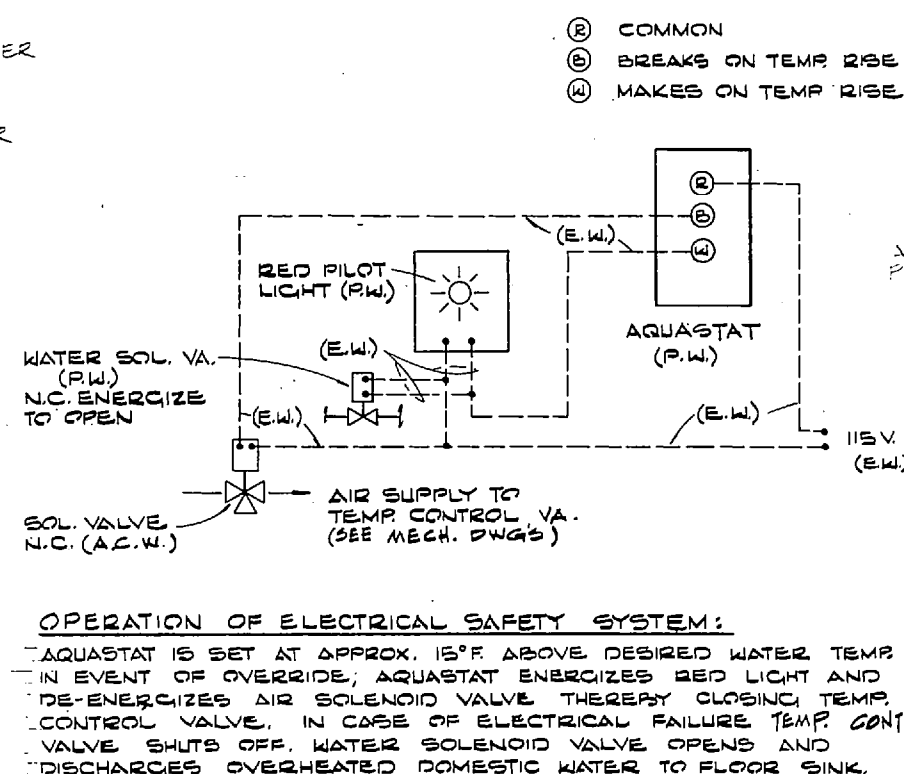 ER
R
Ⓡ COMMON
Ⓑ BREAKS ON TEMP. RISE
Ⓦ MAKES ON TEMP RISE
R
B
W
(E.W.)
RED PILOT
LIGHT (P.W.)
AQUASTAT
(P.W.)
WATER SOL. VA.
(P.W.)
N.C. ENERGIZE
TO OPEN
(E.W.)
(E.W.)
(E.W.)
115 V.
(E.W.)
AIR SUPPLY TO
TEMP. CONTROL VA.
(SEE MECH. DWGS)
SOL. VALVE
N.C. (A.C.W.)
OPERATION OF ELECTRICAL SAFETY SYSTEM:
AQUASTAT IS SET AT APPROX. 15°F. ABOVE DESIRED WATER TEMP.
IN EVENT OF OVERRIDE, AQUASTAT ENERGIZES RED LIGHT AND
DE-ENERGIZES AIR SOLENOID VALVE THEREBY CLOSING TEMP.
CONTROL VALVE. IN CASE OF ELECTRICAL FAILURE TEMP. CONT
VALVE SHUTS OFF. WATER SOLENOID VALVE OPENS AND
DISCHARGES OVERHEATED DOMESTIC WATER TO FLOOR SINK.